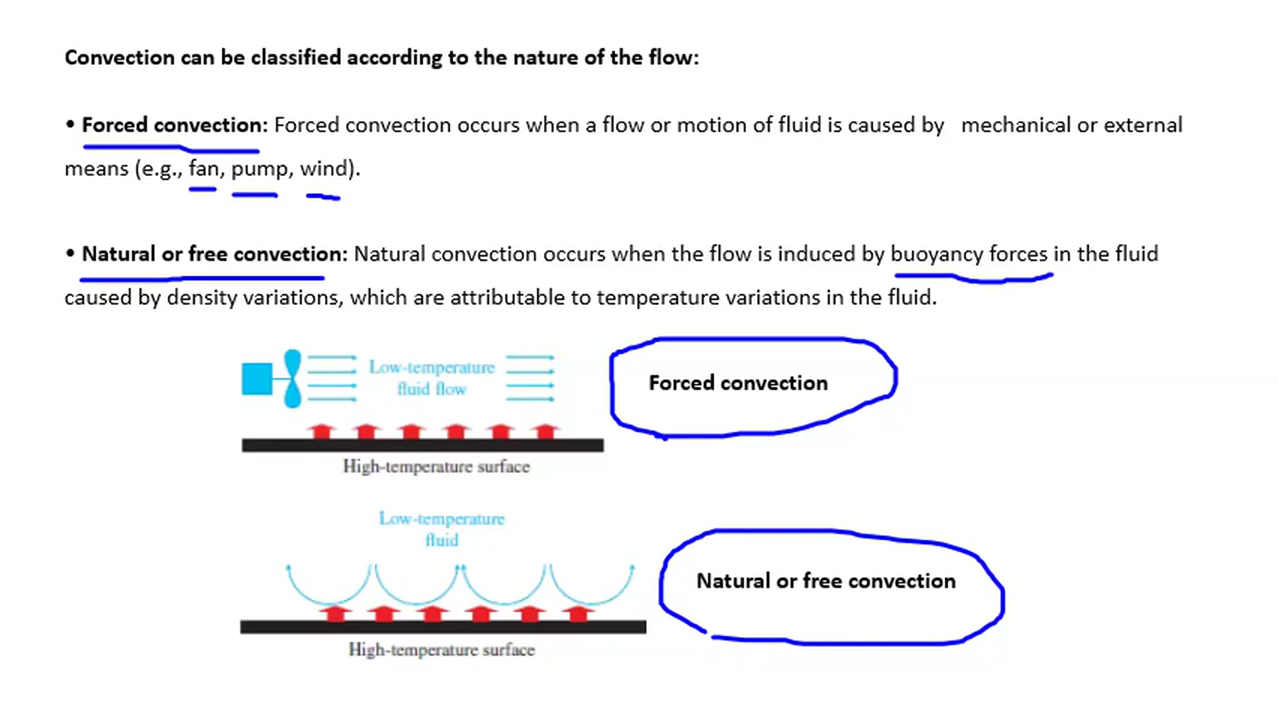 Convection can be classified according to the nature of the flow:
• Forced convection: Forced convection occurs when a flow or motion of fluid is caused by mechanical or external
means (e.g., fan, pump, wind).
• Natural or free convection: Natural convection occurs when the flow is induced by buoyancy forces in the fluid
caused by density variations, which are attributable to temperature variations in the fluid.
Low-temperature
fluid flow
Forced convection
High-temperature surface
Low-temperature
fluid
Natural or free convection
High-temperature surface